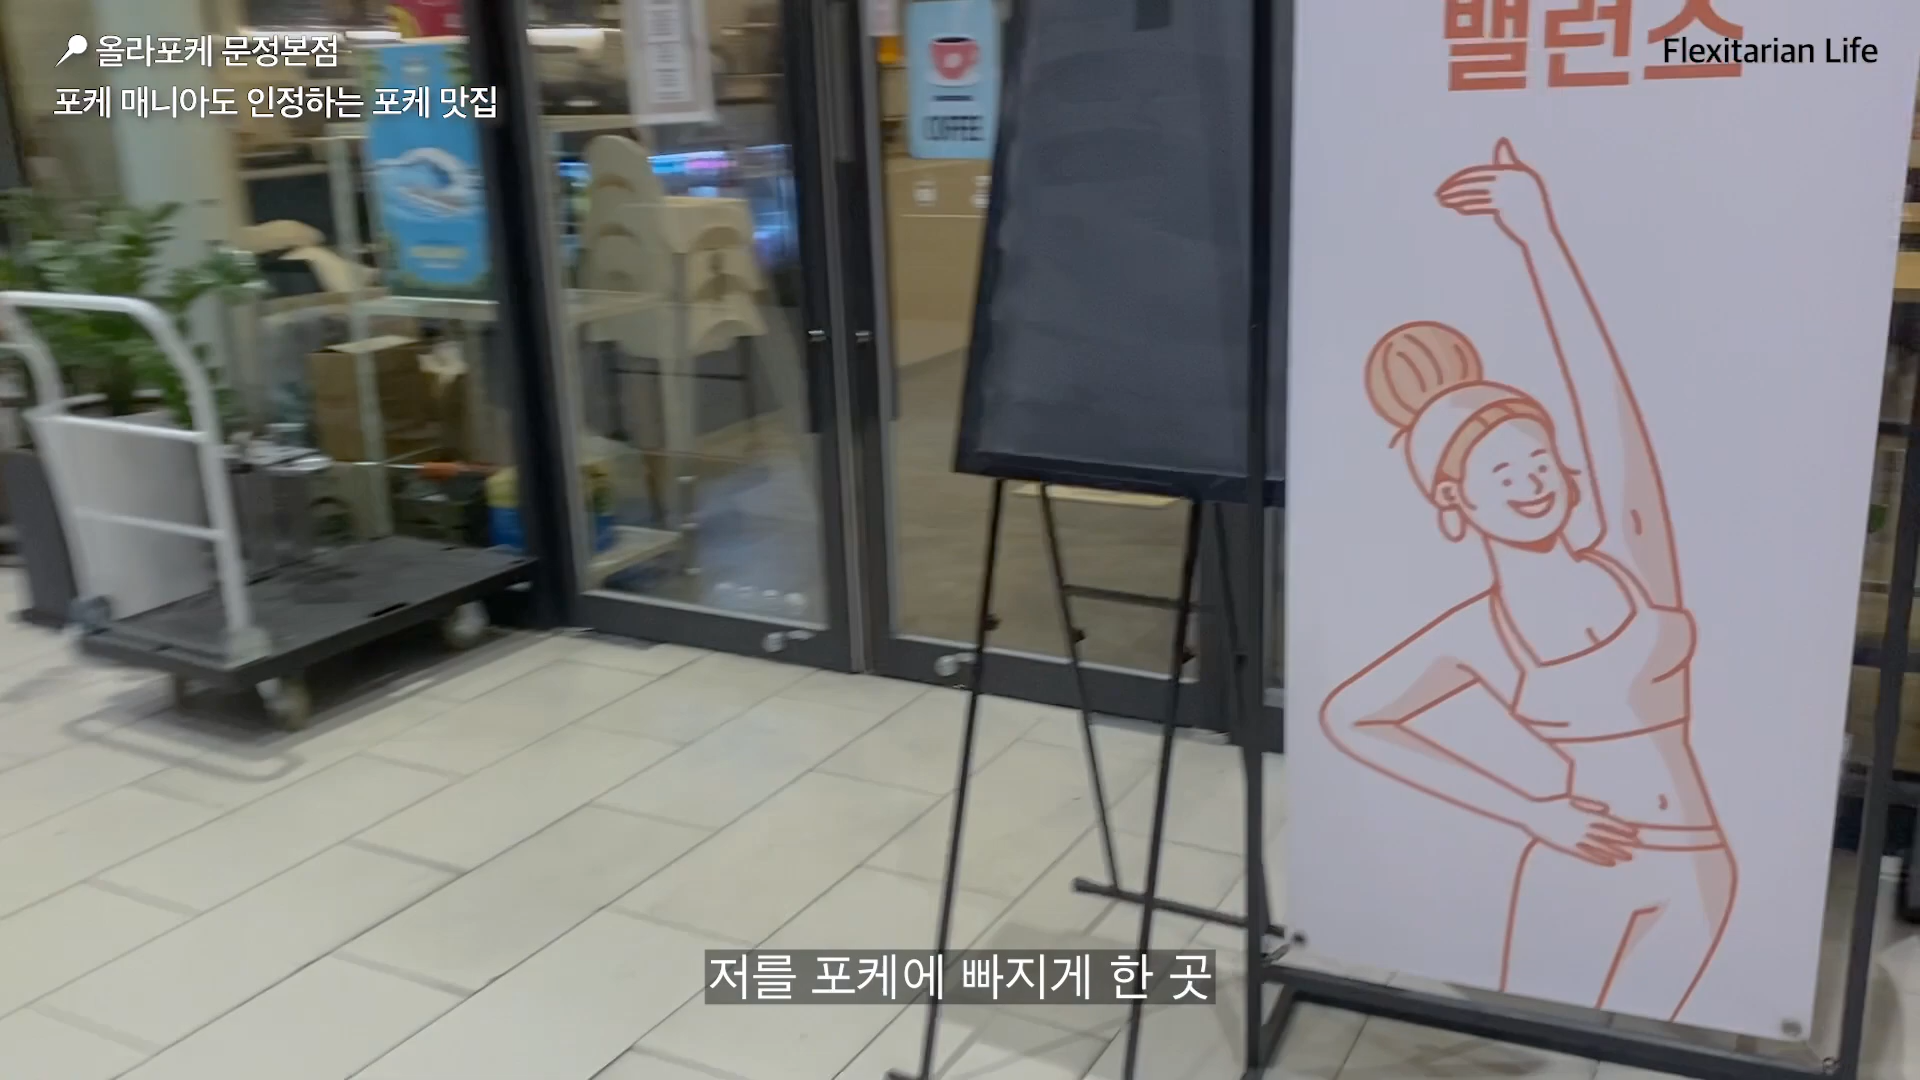 올라포케 문정본점
포케 매니아도 인정하는 포케 맛집
Flexitarian Life
밸런스
COFFEE
저를 포케에 빠지게 한 곳